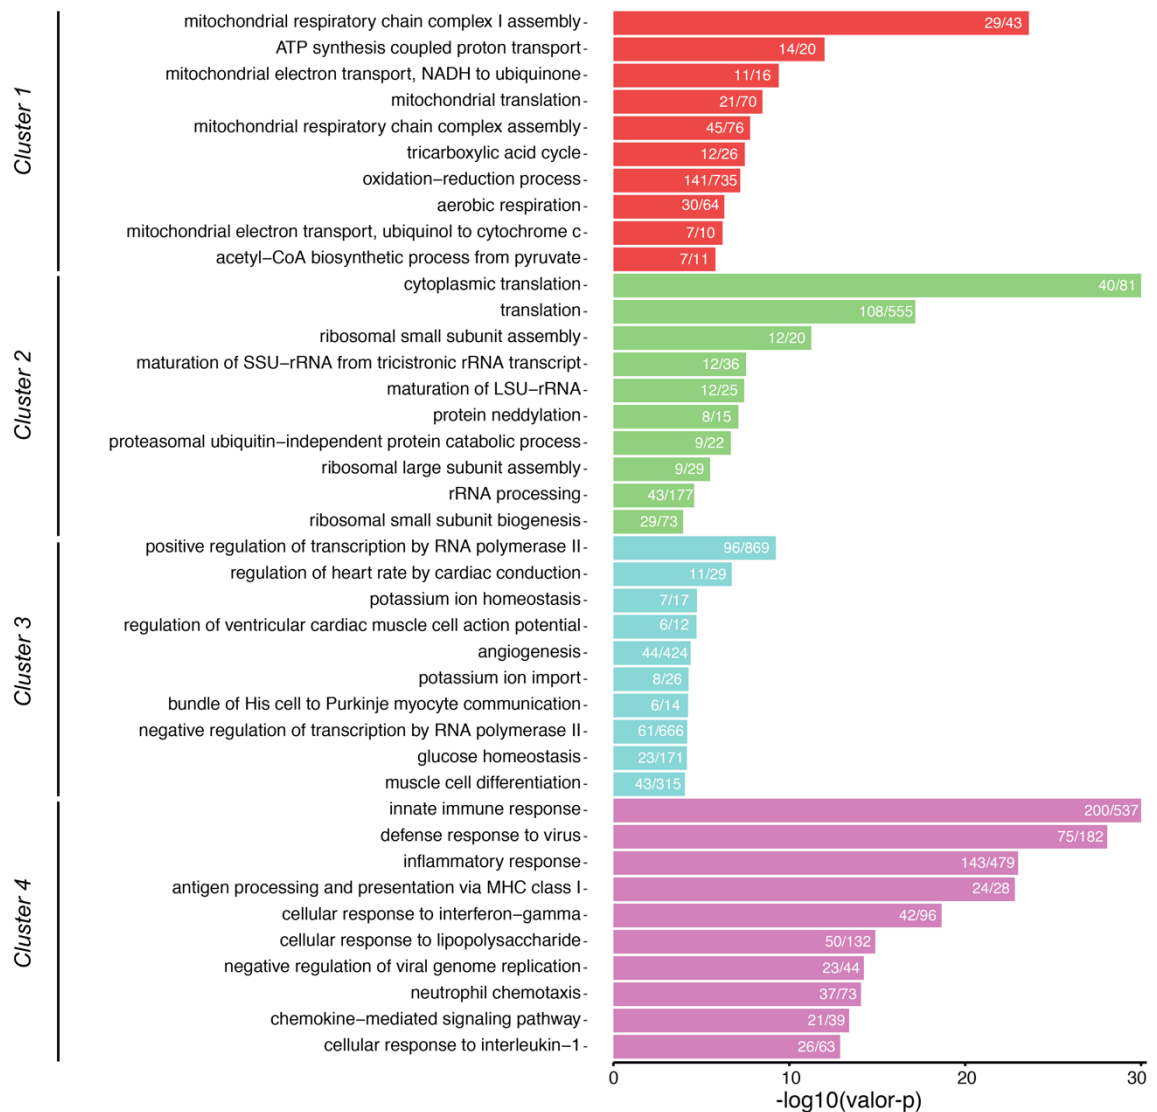 Cluster 1
mitochondrial respiratory chain complex I assembly 29/43
ATP synthesis coupled proton transport 14/20
mitochondrial electron transport, NADH to ubiquinone 11/16
mitochondrial translation 21/70
mitochondrial respiratory chain complex assembly 45/76
tricarboxylic acid cycle 12/26
oxidation−reduction process 141/735
aerobic respiration 30/64
mitochondrial electron transport, ubiquinol to cytochrome c 7/10
acetyl−CoA biosynthetic process from pyruvate 7/11
Cluster 2
cytoplasmic translation 40/81
translation 108/555
ribosomal small subunit assembly 12/20
maturation of SSU−rRNA from tricistronic rRNA transcript 12/36
maturation of LSU−rRNA 12/25
protein neddylation 8/15
proteasomal ubiquitin−independent protein catabolic process 9/22
ribosomal large subunit assembly 9/29
rRNA processing 43/177
ribosomal small subunit biogenesis 29/73
Cluster 3
positive regulation of transcription by RNA polymerase II 96/869
regulation of heart rate by cardiac conduction 11/29
potassium ion homeostasis 7/17
regulation of ventricular cardiac muscle cell action potential 6/12
angiogenesis 44/424
potassium ion import 8/26
bundle of His cell to Purkinje myocyte communication 6/14
negative regulation of transcription by RNA polymerase II 61/666
glucose homeostasis 23/171
muscle cell differentiation 43/315
Cluster 4
innate immune response 200/537
defense response to virus 75/182
inflammatory response 143/479
antigen processing and presentation via MHC class I 24/28
cellular response to interferon−gamma 42/96
cellular response to lipopolysaccharide 50/132
negative regulation of viral genome replication 23/44
neutrophil chemotaxis 37/73
chemokine−mediated signaling pathway 21/39
cellular response to interleukin−1 26/63
0 10 20 30
-log10(valor-p)